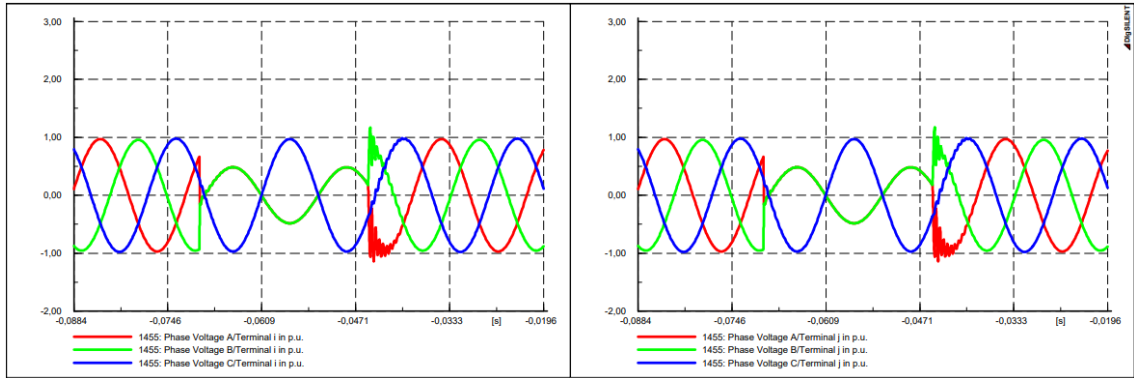 3,00
2,00
1,00
0,00
-1,00
-2,00
-0,0884 -0,0746 -0,0609 -0,0471 -0,0333 [s] -0,0196
1455: Phase Voltage A/Terminal i in p.u.
1455: Phase Voltage B/Terminal i in p.u.
1455: Phase Voltage C/Terminal i in p.u.
3,00
2,00
1,00
0,00
-1,00
-2,00
-0,0884 -0,0746 -0,0609 -0,0471 -0,0333 [s] -0,0196
1455: Phase Voltage A/Terminal j in p.u.
1455: Phase Voltage B/Terminal j in p.u.
1455: Phase Voltage C/Terminal j in p.u.
DIgSILENT